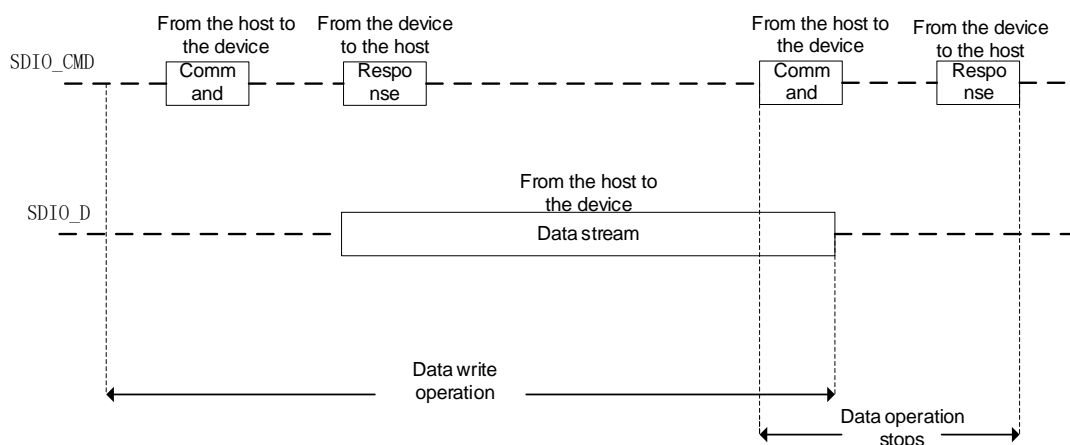 From the host to
the device
From the device
to the host
From the host to
the device
From the device
to the host
SDIO_CMD
Comm
and
Respo
nse
Comm
and
Respo
nse
From the host to
the device
SDIO_D
Data stream
Data write
operation
Data operation
stops